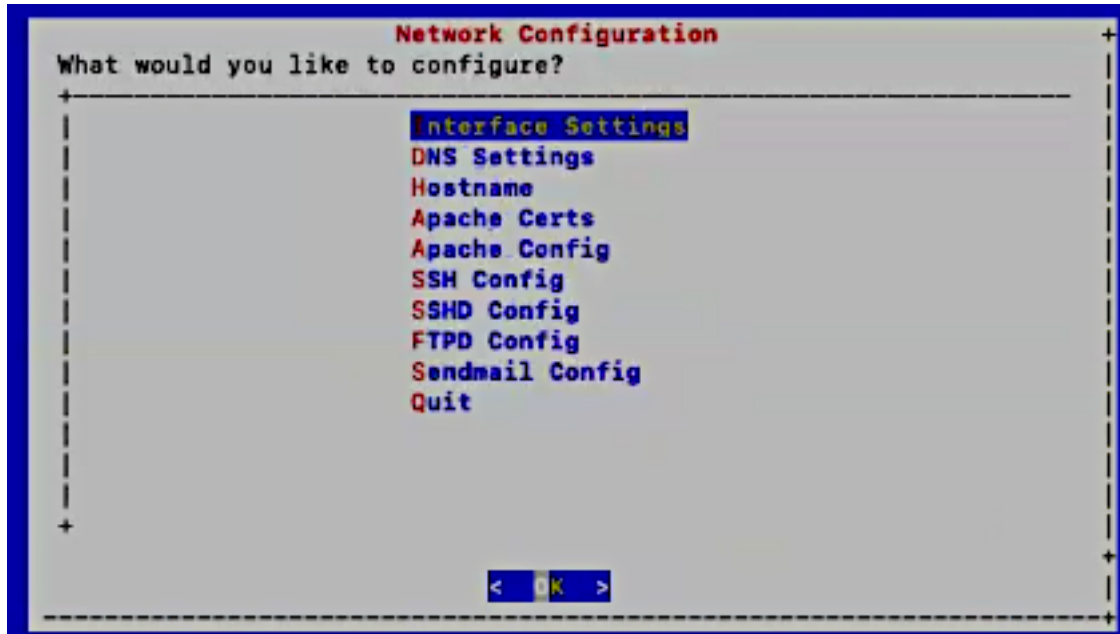 Network Configuration
What would you like to configure?
Interface Settings
DNS Settings
Hostname
Apache Certs
Apache Config
SSH Config
SSHD Config
FTPD Config
Sendmail Config
Quit
< OK >